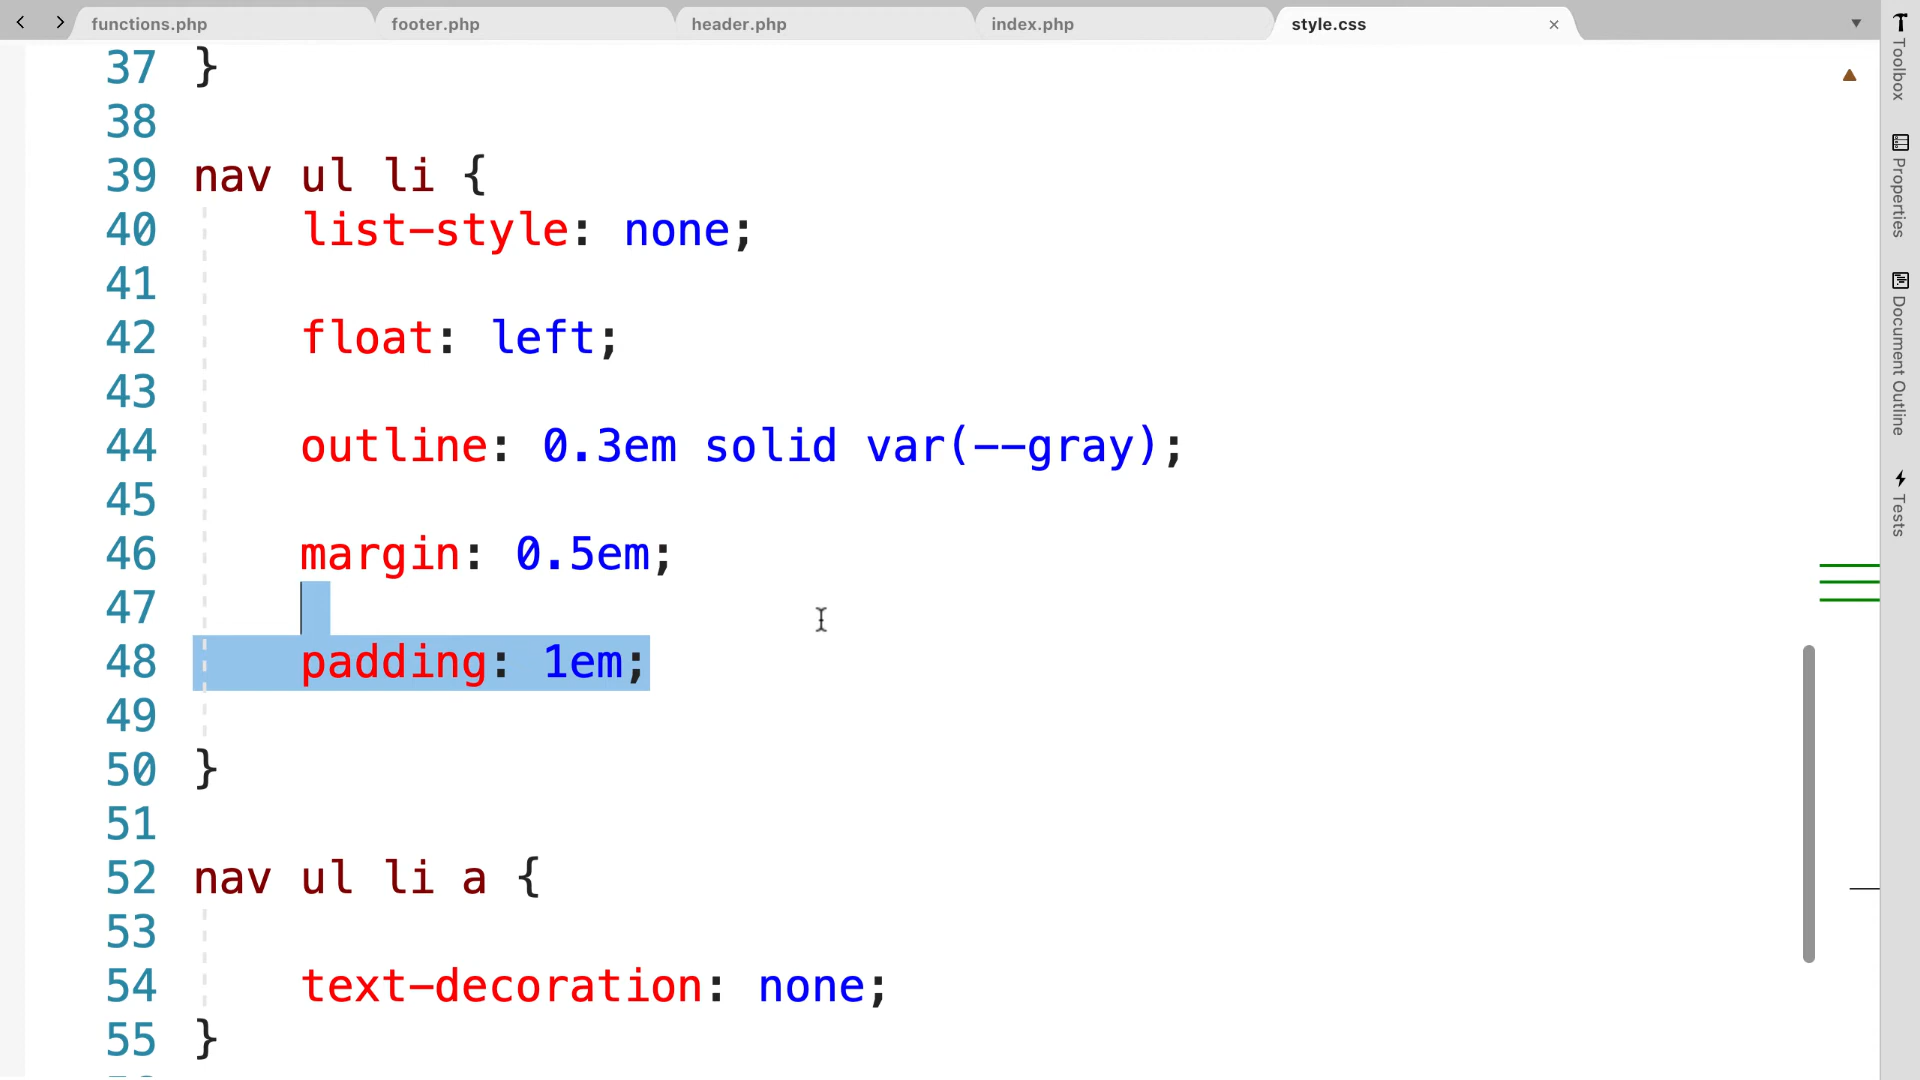 functions.php footer.php header.php index.php style.css ×
37 }
38
39 nav ul li {
40 list-style: none;
41
42 float: left;
43
44 outline: 0.3em solid var(--gray);
45
46 margin: 0.5em;
47
48 padding: 1em;
49
50 }
51
52 nav ul li a {
53
54 text-decoration: none;
55 }
Toolbox
Properties
Document Outline
Tests